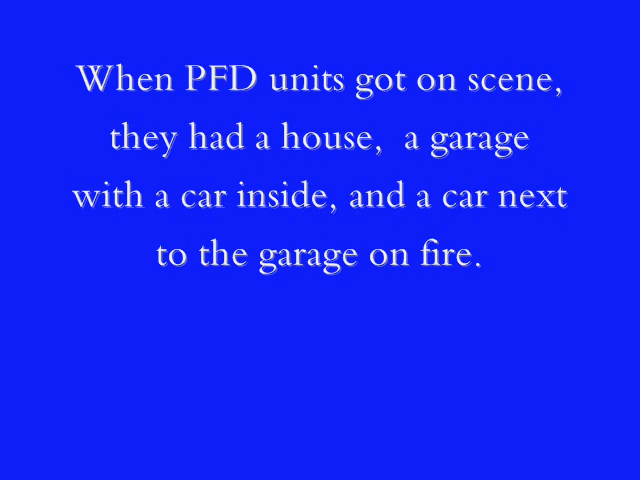 When PFD units got on scene,
they had a house,  a garage
with a car inside, and a car next
to the garage on fire.